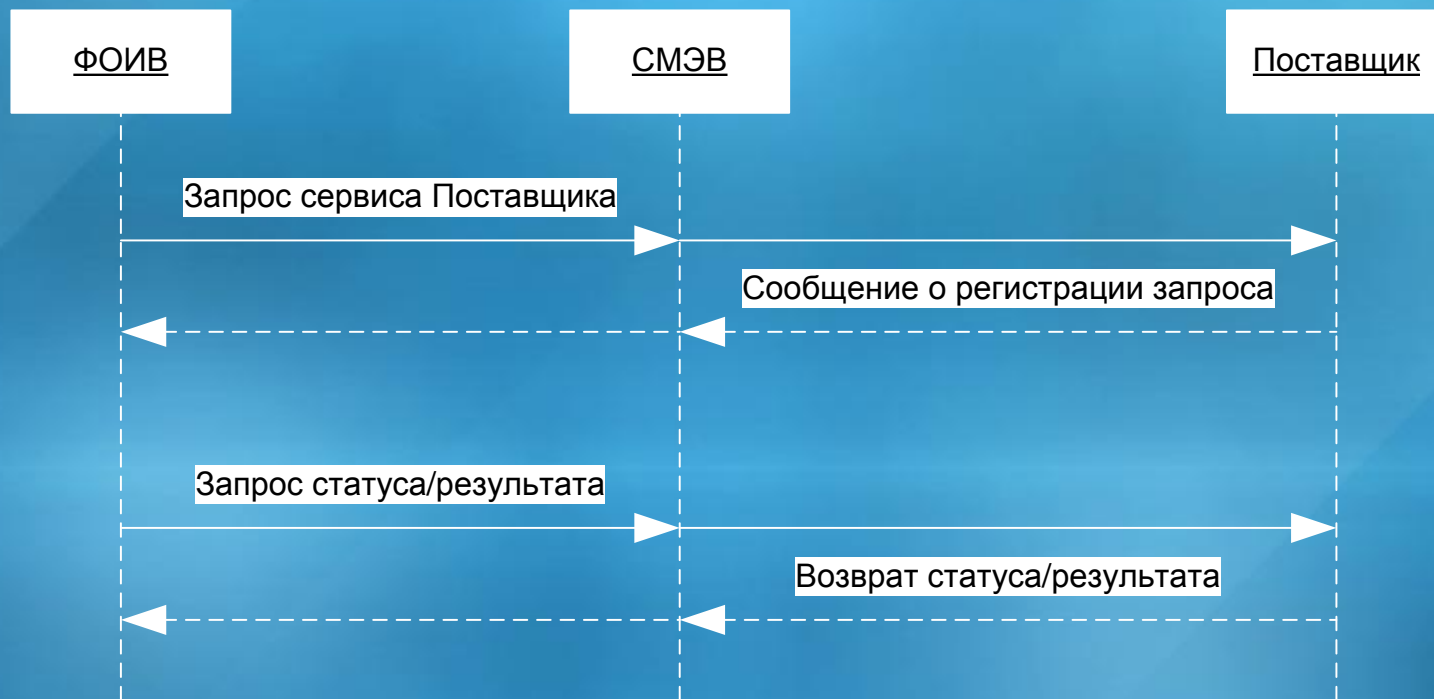 ФОИВ
СМЭВ
Поставщик
Запрос сервиса Поставщика
Сообщение о регистрации запроса
Запрос статуса/результата
Возврат статуса/результата